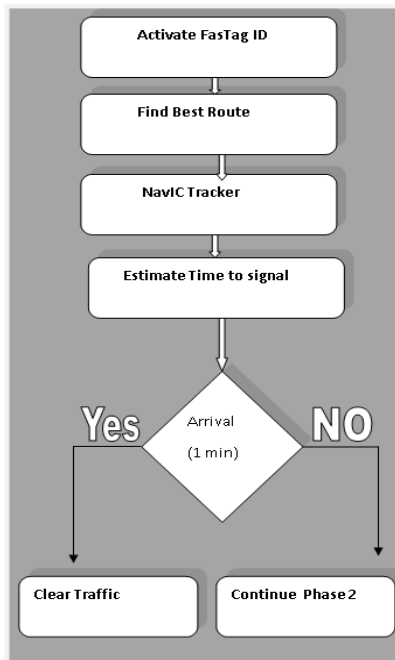 Activate FasTag ID
Find Best Route
NavIC Tracker
Estimate Time to signal
Arrival
(1 min)
Yes
NO
Clear Traffic
Continue Phase 2